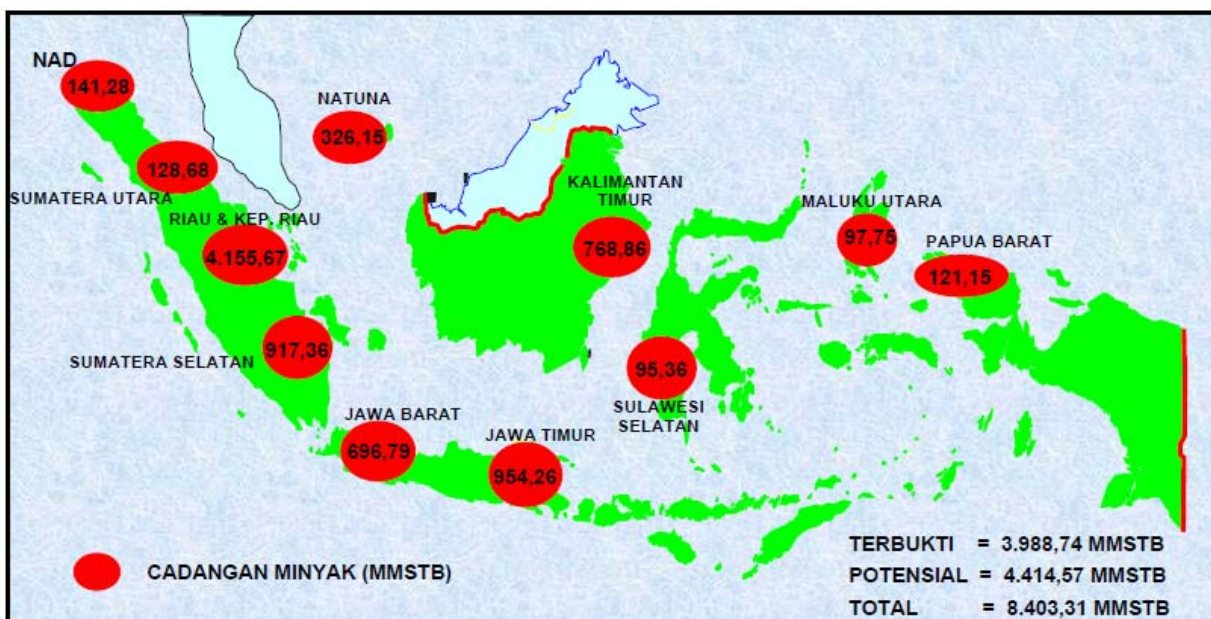 NAD
141,28
NATUNA
326,15
128,68
SUMATERA UTARA
RIAU & KEP. RIAU
4.155,67
KALIMANTAN
TIMUR
768,86
MALUKU UTARA
97,75
PAPUA BARAT
121,15
917,36
SUMATERA SELATAN
95,36
SULAWESI
SELATAN
JAWA BARAT
696,79
JAWA TIMUR
954,26
CADANGAN MINYAK (MMSTB)
TERBUKTI = 3.988,74 MMSTB
POTENSIAL = 4.414,57 MMSTB
TOTAL = 8.403,31 MMSTB